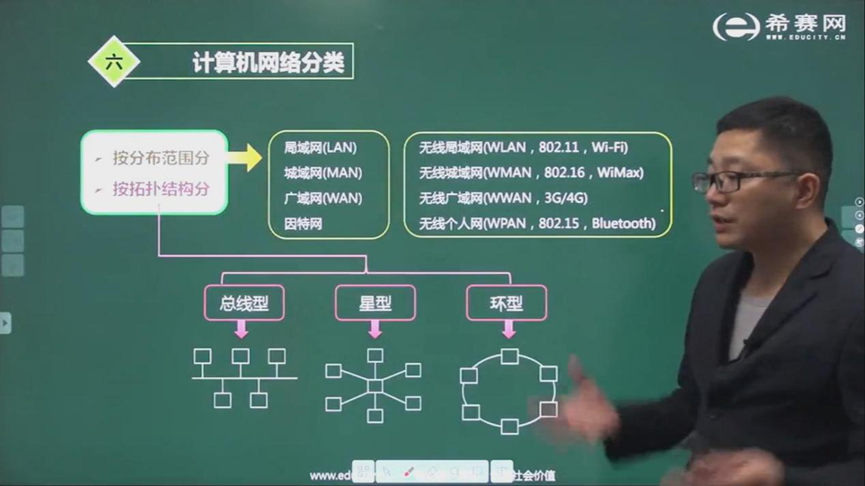 希赛网
WWW.EDUCITY.CN
六
计算机网络分类
按分布范围分
按拓扑结构分
局域网(LAN)
城域网(MAN)
广域网(WAN)
因特网
无线局域网(WLAN，802.11，Wi-Fi)
无线城域网(WMAN，802.16，WiMax)
无线广域网(WWAN，3G/4G)
无线个人网(WPAN，802.15，Bluetooth)
总线型
星型
环型
社会价值